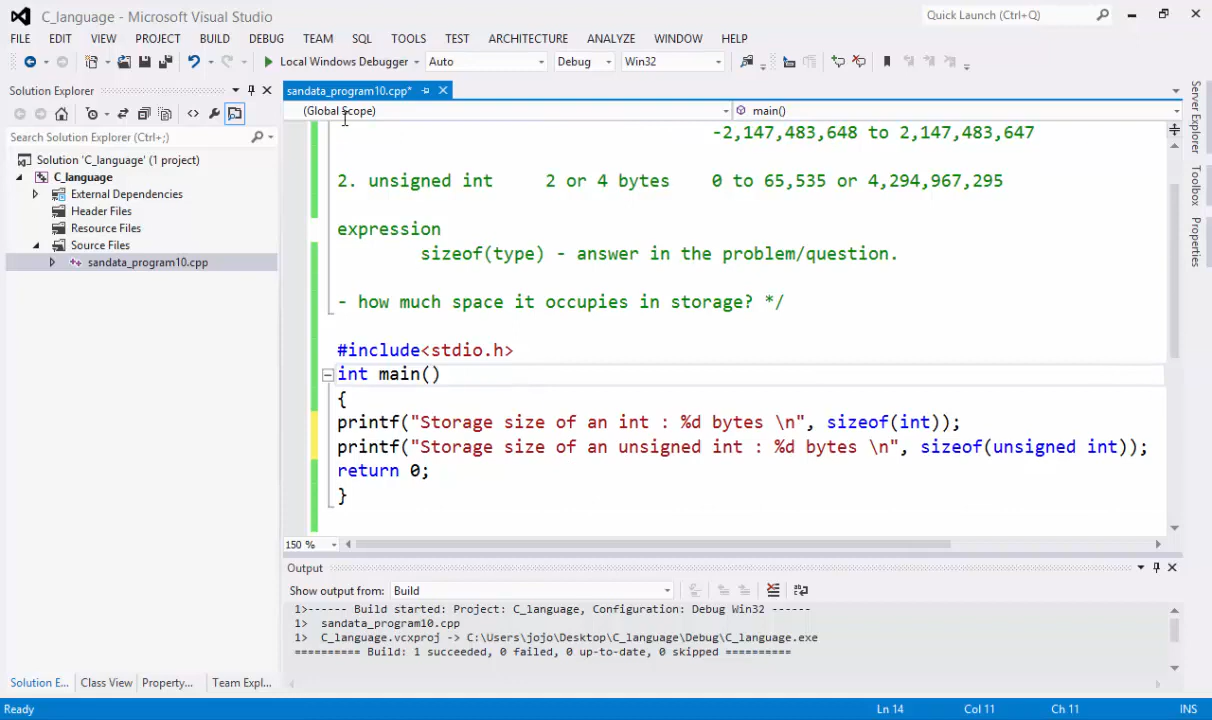 C_language - Microsoft Visual Studio
Quick Launch (Ctrl+Q)
FILE EDIT VIEW PROJECT BUILD DEBUG TEAM SQL TOOLS TEST ARCHITECTURE ANALYZE WINDOW HELP
Local Windows Debugger Auto Debug Win32
Solution Explorer
Search Solution Explorer (Ctrl+;)
Solution 'C_language' (1 project)
C_language
External Dependencies
Header Files
Resource Files
Source Files
sandata_program10.cpp
Solution E... Class View Property... Team Expl...
sandata_program10.cpp*
(Global Scope) main()
-2,147,483,648 to 2,147,483,647
2. unsigned int 2 or 4 bytes 0 to 65,535 or 4,294,967,295
expression
sizeof(type) - answer in the problem/question.
- how much space it occupies in storage? */
#include<stdio.h>
int main()
{
printf("Storage size of an int : %d bytes \n", sizeof(int));
printf("Storage size of an unsigned int : %d bytes \n", sizeof(unsigned int));
return 0;
}
150 %
Output
Show output from: Build
1>------ Build started: Project: C_language, Configuration: Debug Win32 ------
1> sandata_program10.cpp
1> C_language.vcxproj -> C:\Users\jojo\Desktop\C_language\Debug\C_language.exe
========== Build: 1 succeeded, 0 failed, 0 up-to-date, 0 skipped ==========
Server Explorer
Toolbox
Properties
Ready Ln 14 Col 11 Ch 11 INS